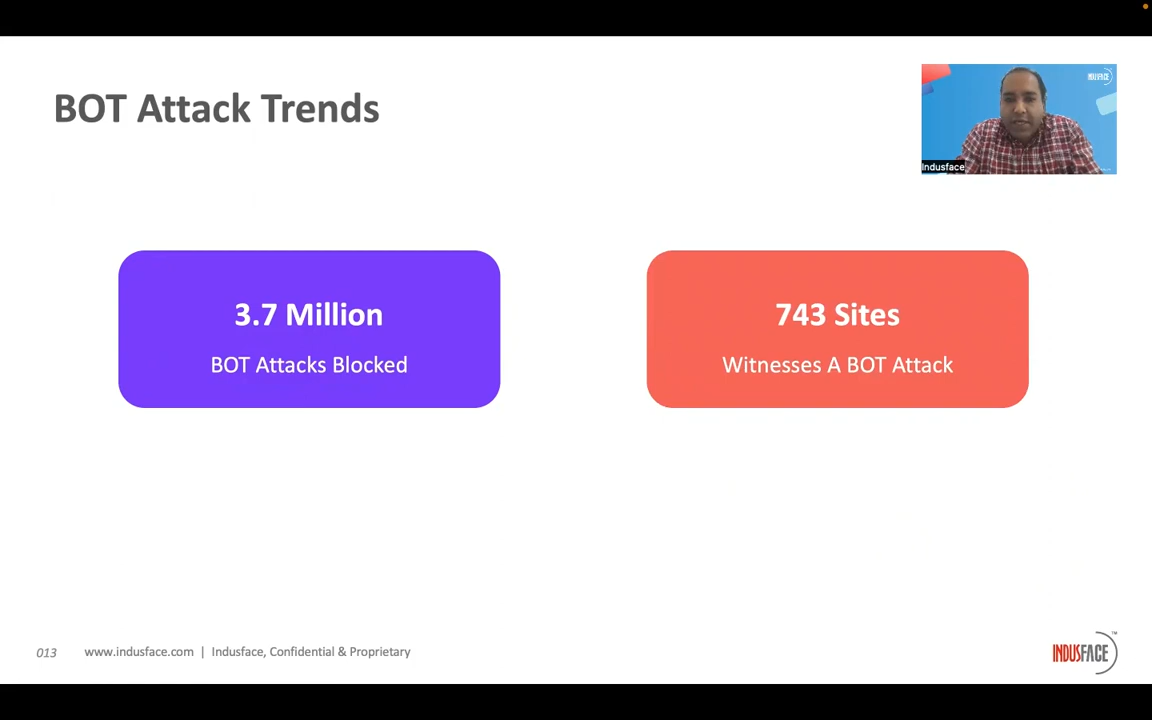 BOT Attack Trends
INDUSFACE
Indusface
3.7 Million
BOT Attacks Blocked
743 Sites
Witnesses A BOT Attack
013 www.indusface.com | Indusface, Confidential & Proprietary
INDUSFACE™